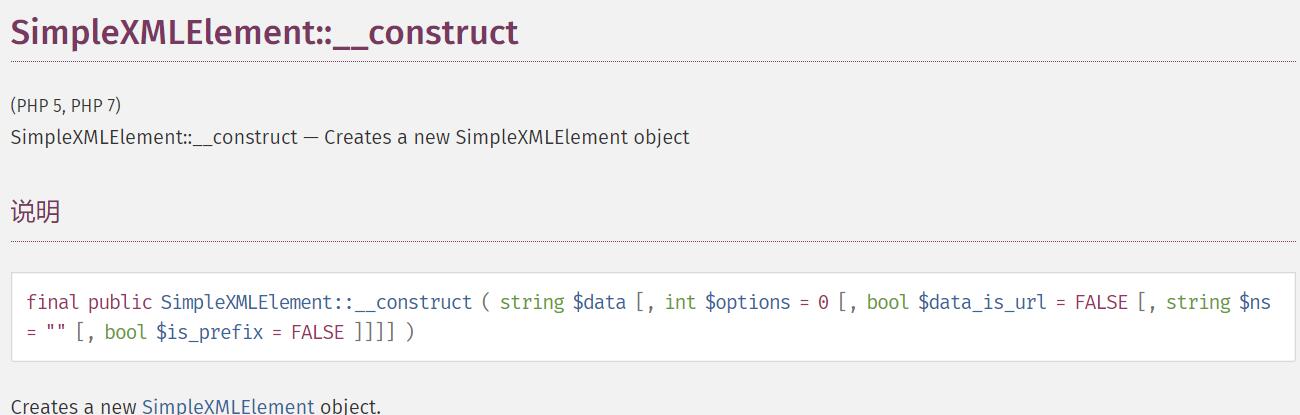 SimpleXMLElement::__construct
(PHP 5, PHP 7)
SimpleXMLElement::__construct — Creates a new SimpleXMLElement object
说明
final public SimpleXMLElement::__construct ( string $data [, int $options = 0 [, bool $data_is_url = FALSE [, string $ns
= "" [, bool $is_prefix = FALSE ]]]] )
Creates a new SimpleXMLElement object.